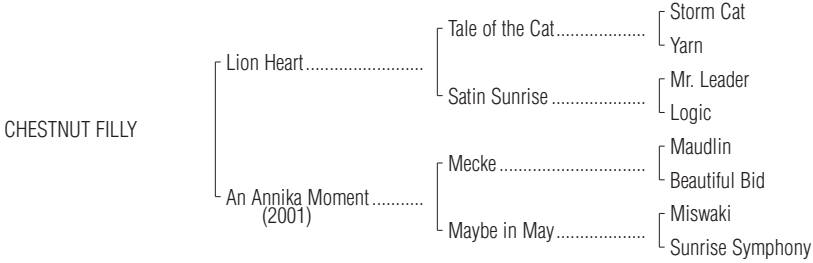 Storm Cat
Tale of the Cat....................
Yarn
Lion Heart.........................
Mr. Leader
Satin Sunrise ....................
Logic
CHESTNUT FILLY
Maudlin
Mecke...............................
Beautiful Bid
An Annika Moment...........
(2001)
Miswaki
Maybe in May...................
Sunrise Symphony